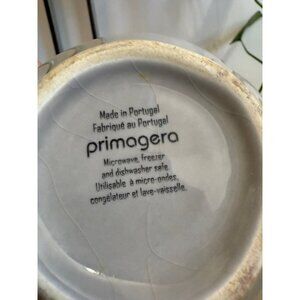 Made in Portugal
Fabriqué au Portugal
primagera
Microwave, freezer
and dishwasher safe
Utilisable à micro-ondes,
congélateur et lave-vaisselle.